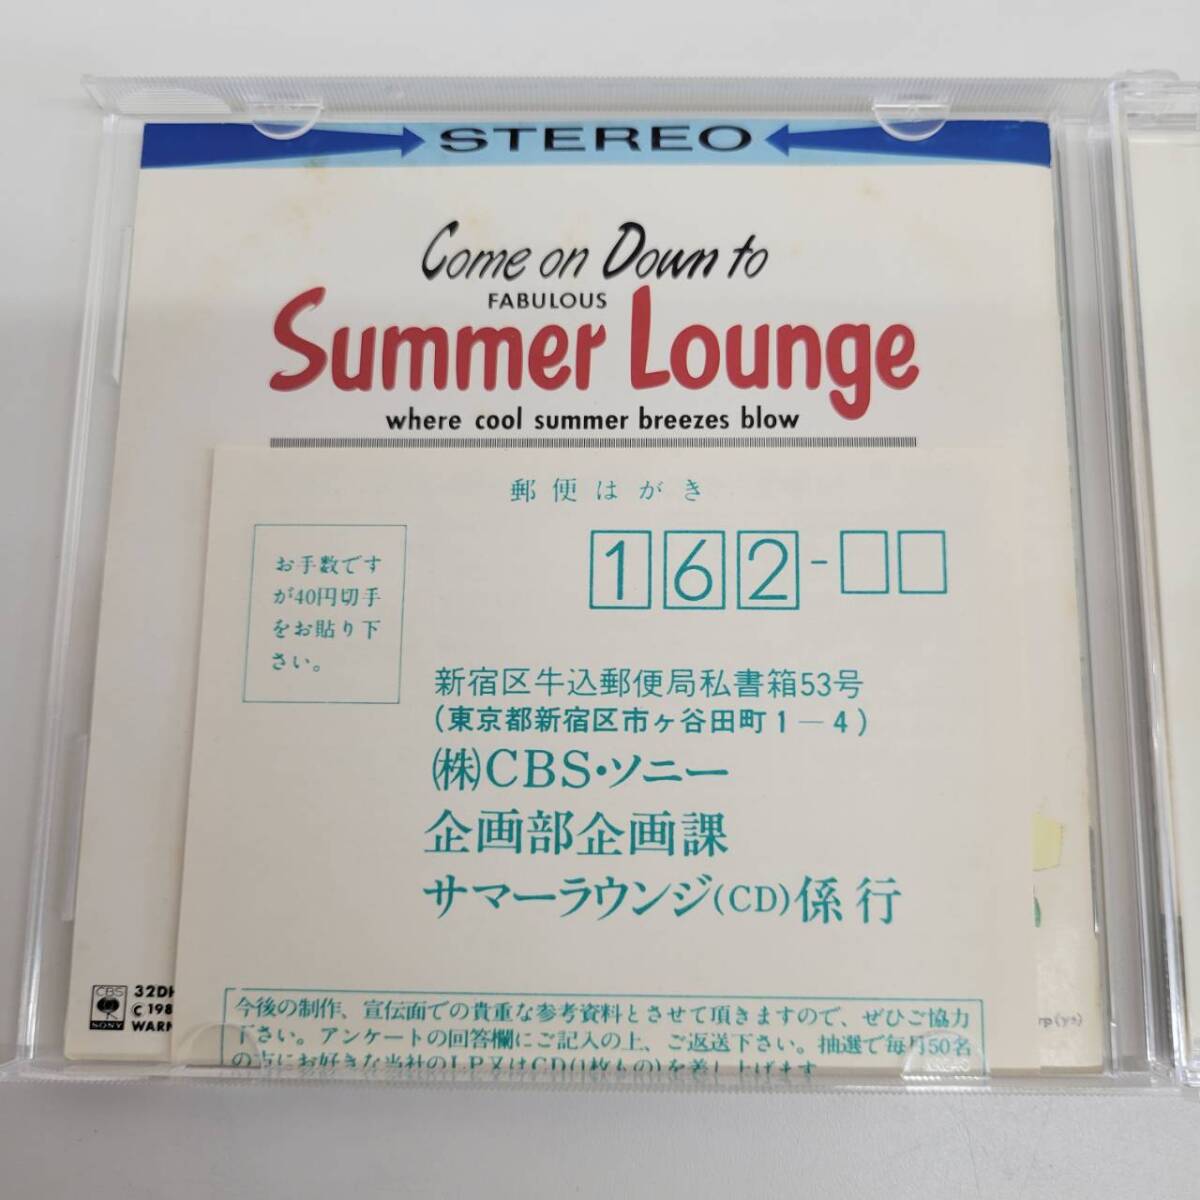 STEREO
Come on Down to
FABULOUS
Summer Lounge
where cool summer breezes blow
郵便はがき
162-
お手数です
が40円切手
をお貼り下
さい。
新宿区牛込郵便局私書箱53号
(東京都新宿区市ヶ谷田町1-4)
(株)CBS・ソニー
企画部企画課
サマーラウンジ(CD)係行
CBS
SONY
32DH
©198
WARN
今後の制作、宣伝面での貴重な参考資料とさせて頂きますので、ぜひご協力
下さい。アンケートの回答欄にご記入の上、ご返送下さい。抽選で毎月50名
の方にお好きな当社のLP又はCD(1枚もの)を差し上げます